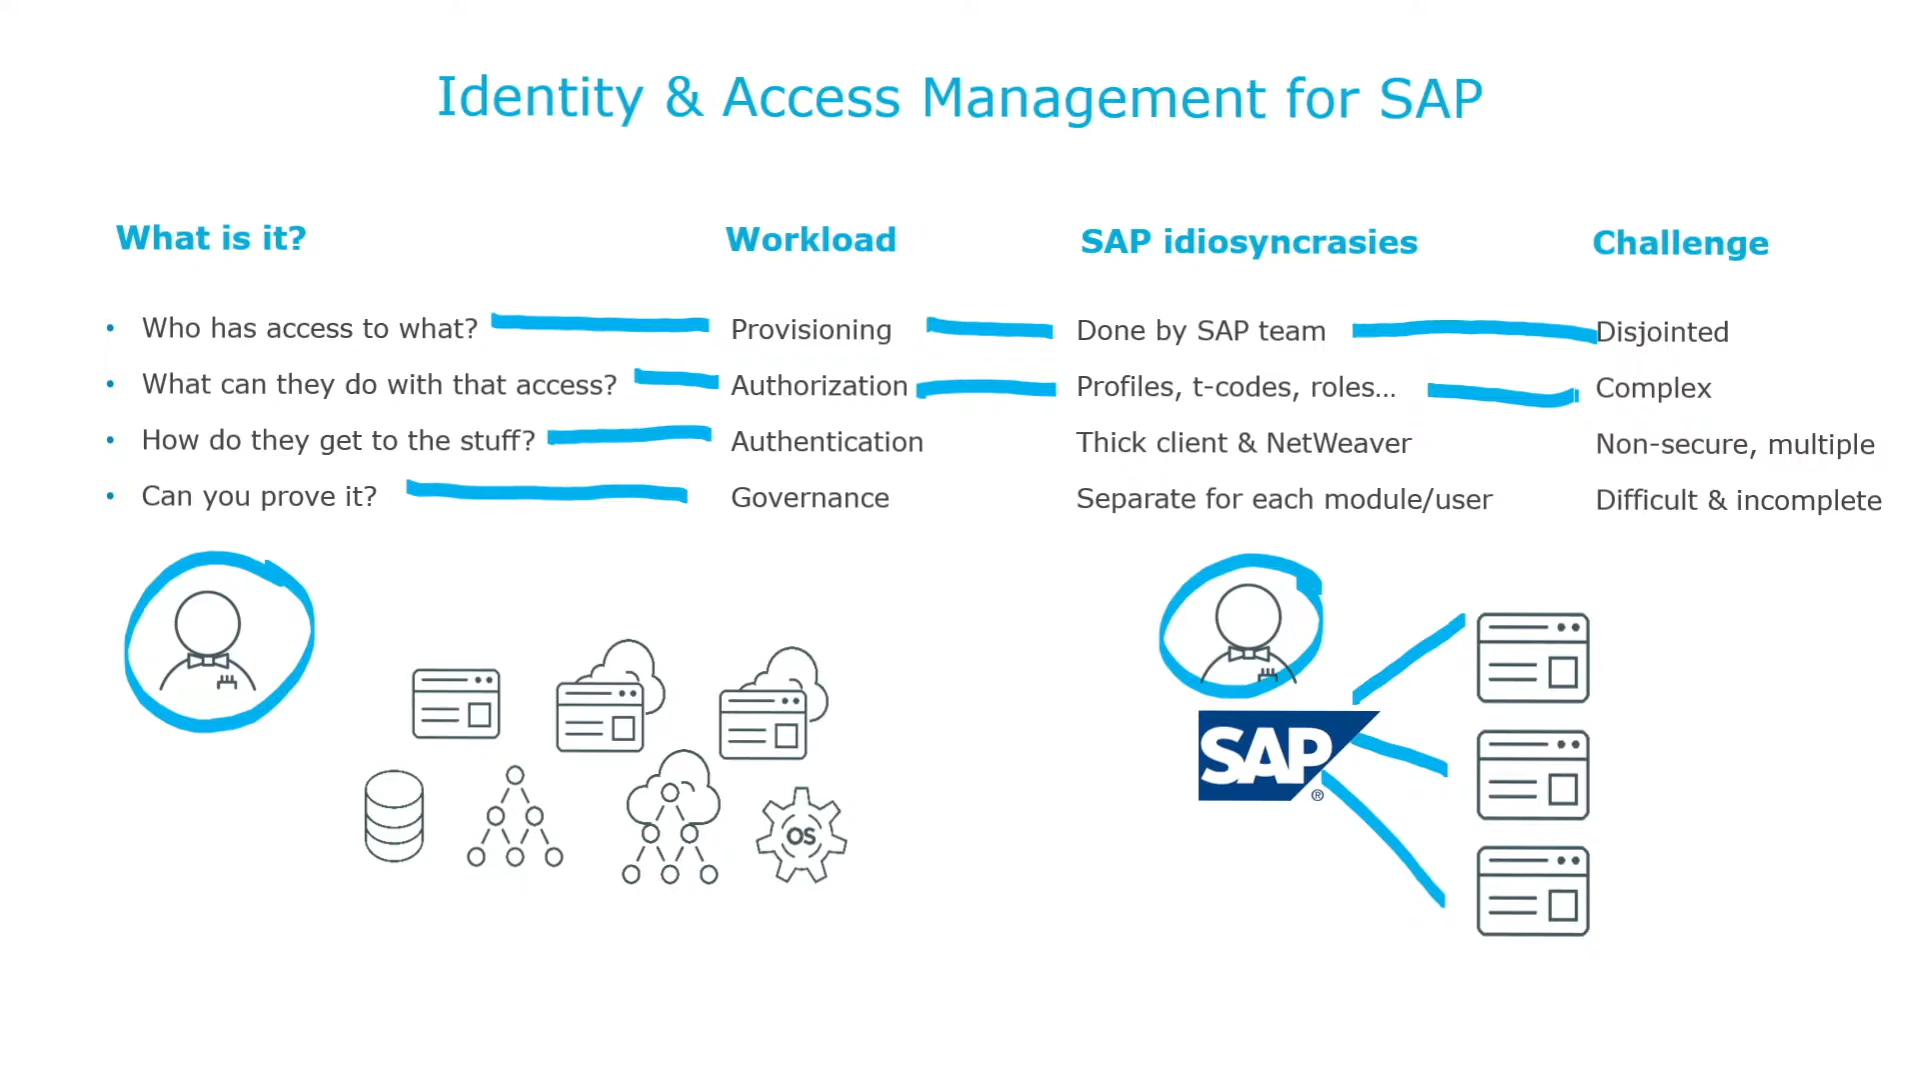 Identity & Access Management for SAP
What is it? Workload SAP idiosyncrasies Challenge
• Who has access to what? Provisioning Done by SAP team Disjointed
• What can they do with that access? Authorization Profiles, t-codes, roles... Complex
• How do they get to the stuff? Authentication Thick client & NetWeaver Non-secure, multiple
• Can you prove it? Governance Separate for each module/user Difficult & incomplete
SAP ®
OS